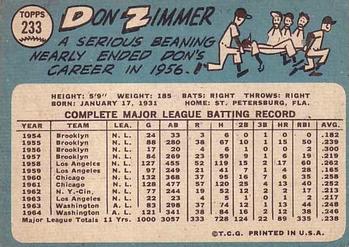 TOPPS
233
DON ZIMMER
A SERIOUS BEANING
NEARLY ENDED DON'S
CAREER IN 1956.
HEIGHT: 5'9" WEIGHT: 185 BATS: RIGHT THROWS: RIGHT
BORN: JANUARY 17, 1931 HOME: ST. PETERSBURG, FLA.
COMPLETE MAJOR LEAGUE BATTING RECORD
YEAR TEAM LEA. G AB R H 2B 3B HR RBI AVG.
1954 Brooklyn N. L. 24 33 3 6 0 1 0 0 .182
1955 Brooklyn N. L. 88 280 38 67 10 1 15 50 .239
1956 Brooklyn N. L. 17 20 4 6 1 0 0 2 .300
1957 Brooklyn N. L. 84 269 23 59 9 1 6 19 .219
1958 Los Angeles N. L. 127 455 52 119 15 2 17 60 .262
1959 Los Angeles N. L. 97 249 21 41 7 1 4 28 .165
1960 Chicago N. L. 132 368 37 95 16 7 6 35 .258
1961 Chicago N. L. 128 477 57 120 25 4 13 40 .252
1962 N.Y.-Cin. N. L. 77 244 19 52 12 2 2 17 .213
1963 Los Angeles N. L. 22 23 4 5 1 0 1 2 .217
1963 Washington A. L. 83 298 37 74 12 1 13 44 .248
1964 Washington A. L. 121 341 38 84 16 2 12 38 .246
Major League Totals 11 Yrs. 1000 3057 333 728 124 22 89 335 .238
©T.C.G. PRINTED IN U.S.A.